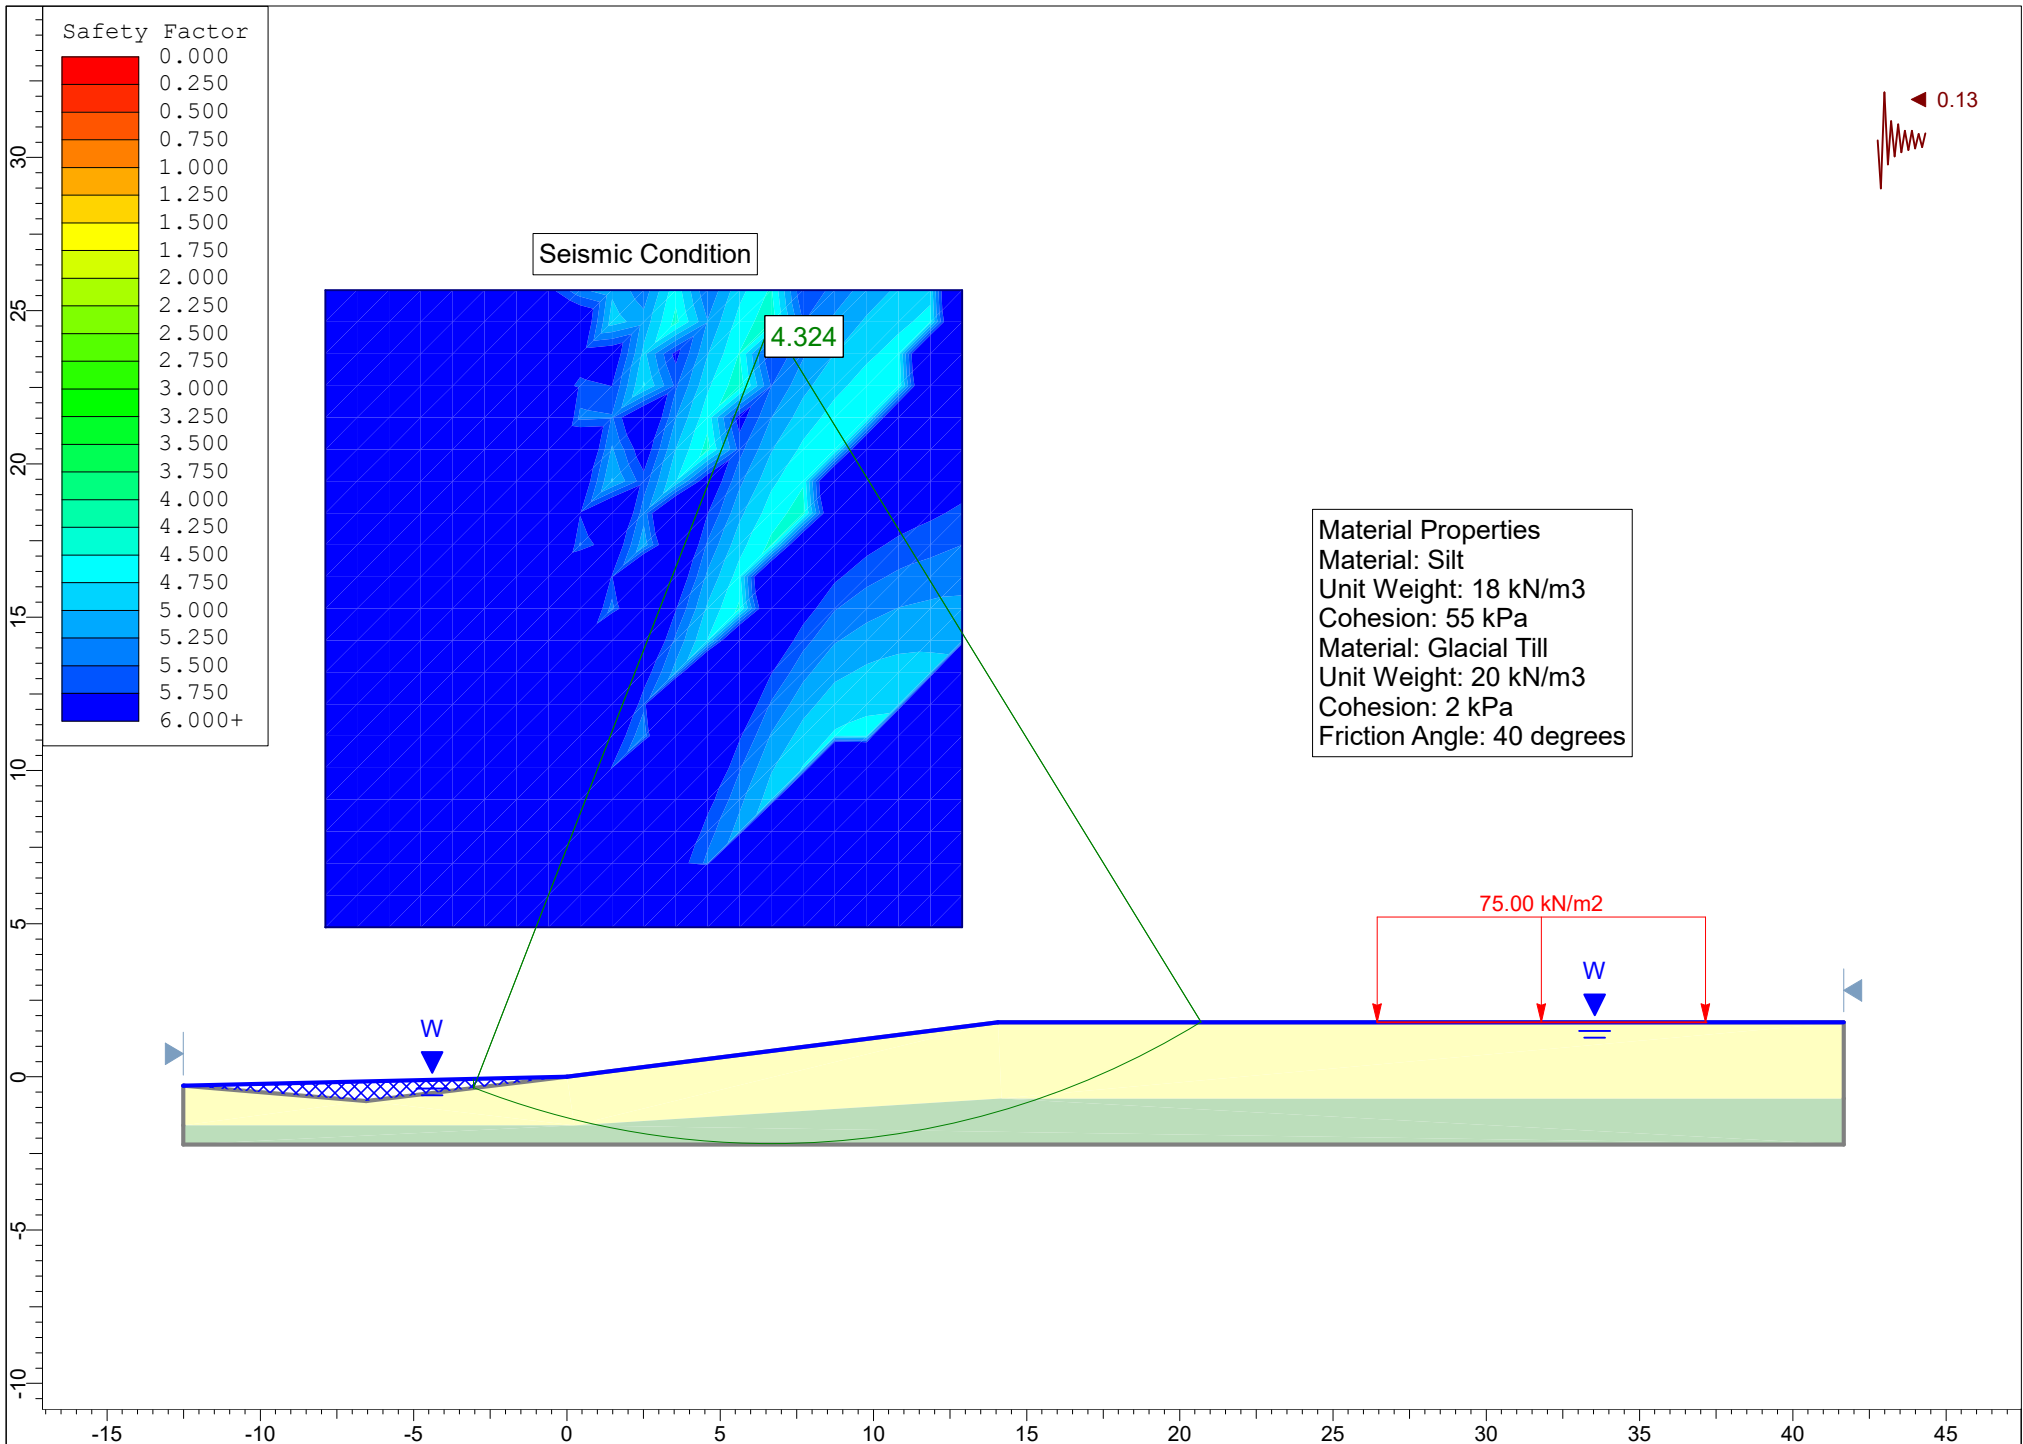 Safety Factor
0.000
0.250
0.500
0.750
1.000
1.250
1.500
1.750
2.000
2.250
2.500
2.750
3.000
3.250
3.500
3.750
4.000
4.250
4.500
4.750
5.000
5.250
5.500
5.750
6.000+
0.13
Seismic Condition
4.324
Material Properties
Material: Silt
Unit Weight: 18 kN/m3
Cohesion: 55 kPa
Material: Glacial Till
Unit Weight: 20 kN/m3
Cohesion: 2 kPa
Friction Angle: 40 degrees
75.00 kN/m2
W
W
30
25
20
15
10
5
0
-5
-10
-15 -10 -5 0 5 10 15 20 25 30 35 40 45